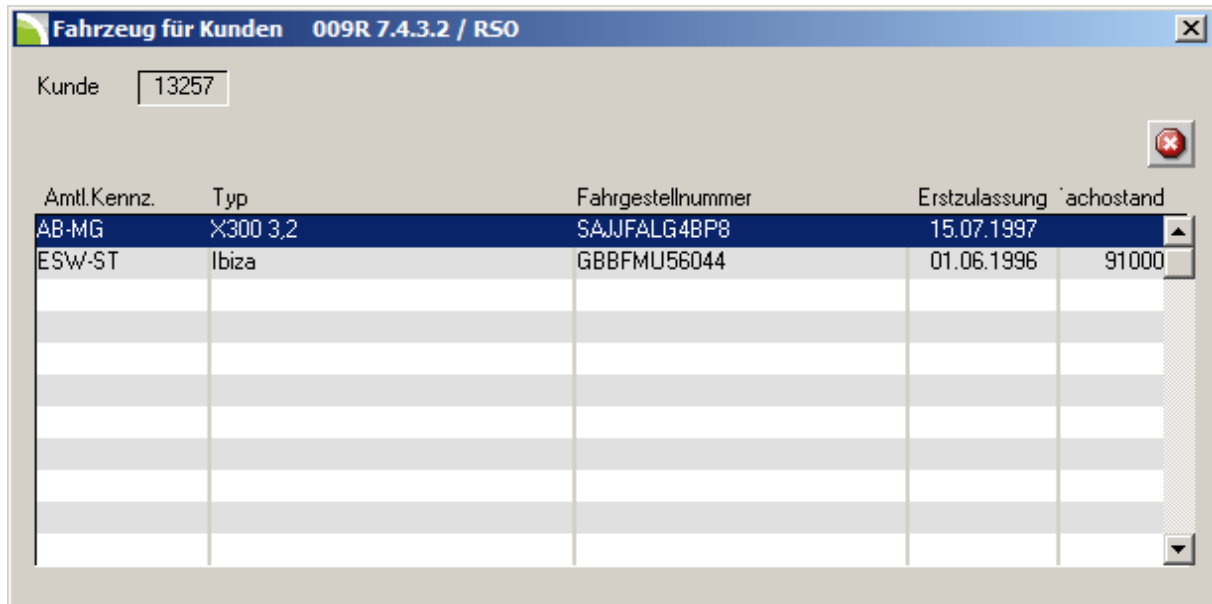 Fahrzeug für Kunden 009R 7.4.3.2 / RSO
Kunde 13257
Amtl.Kennz. Typ Fahrgestellnummer Erstzulassung achostand
AB-MG X300 3,2 SAJJFALG4BP8 15.07.1997
ESW-ST Ibiza GBBFMU56044 01.06.1996 91000